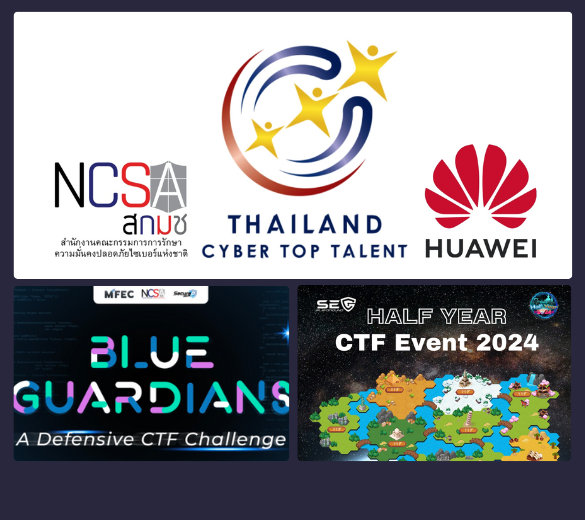 THAILAND
CYBER TOP TALENT
NCSA
สกมช
สำนักงานคณะกรรมการการรักษา
ความมั่นคงปลอดภัยไซเบอร์แห่งชาติ
HUAWEI
MFEC NCSA Secure
BLUE
GUARDIANS
A Defensive CTF Challenge
SEC
HALF YEAR
CTF Event 2024